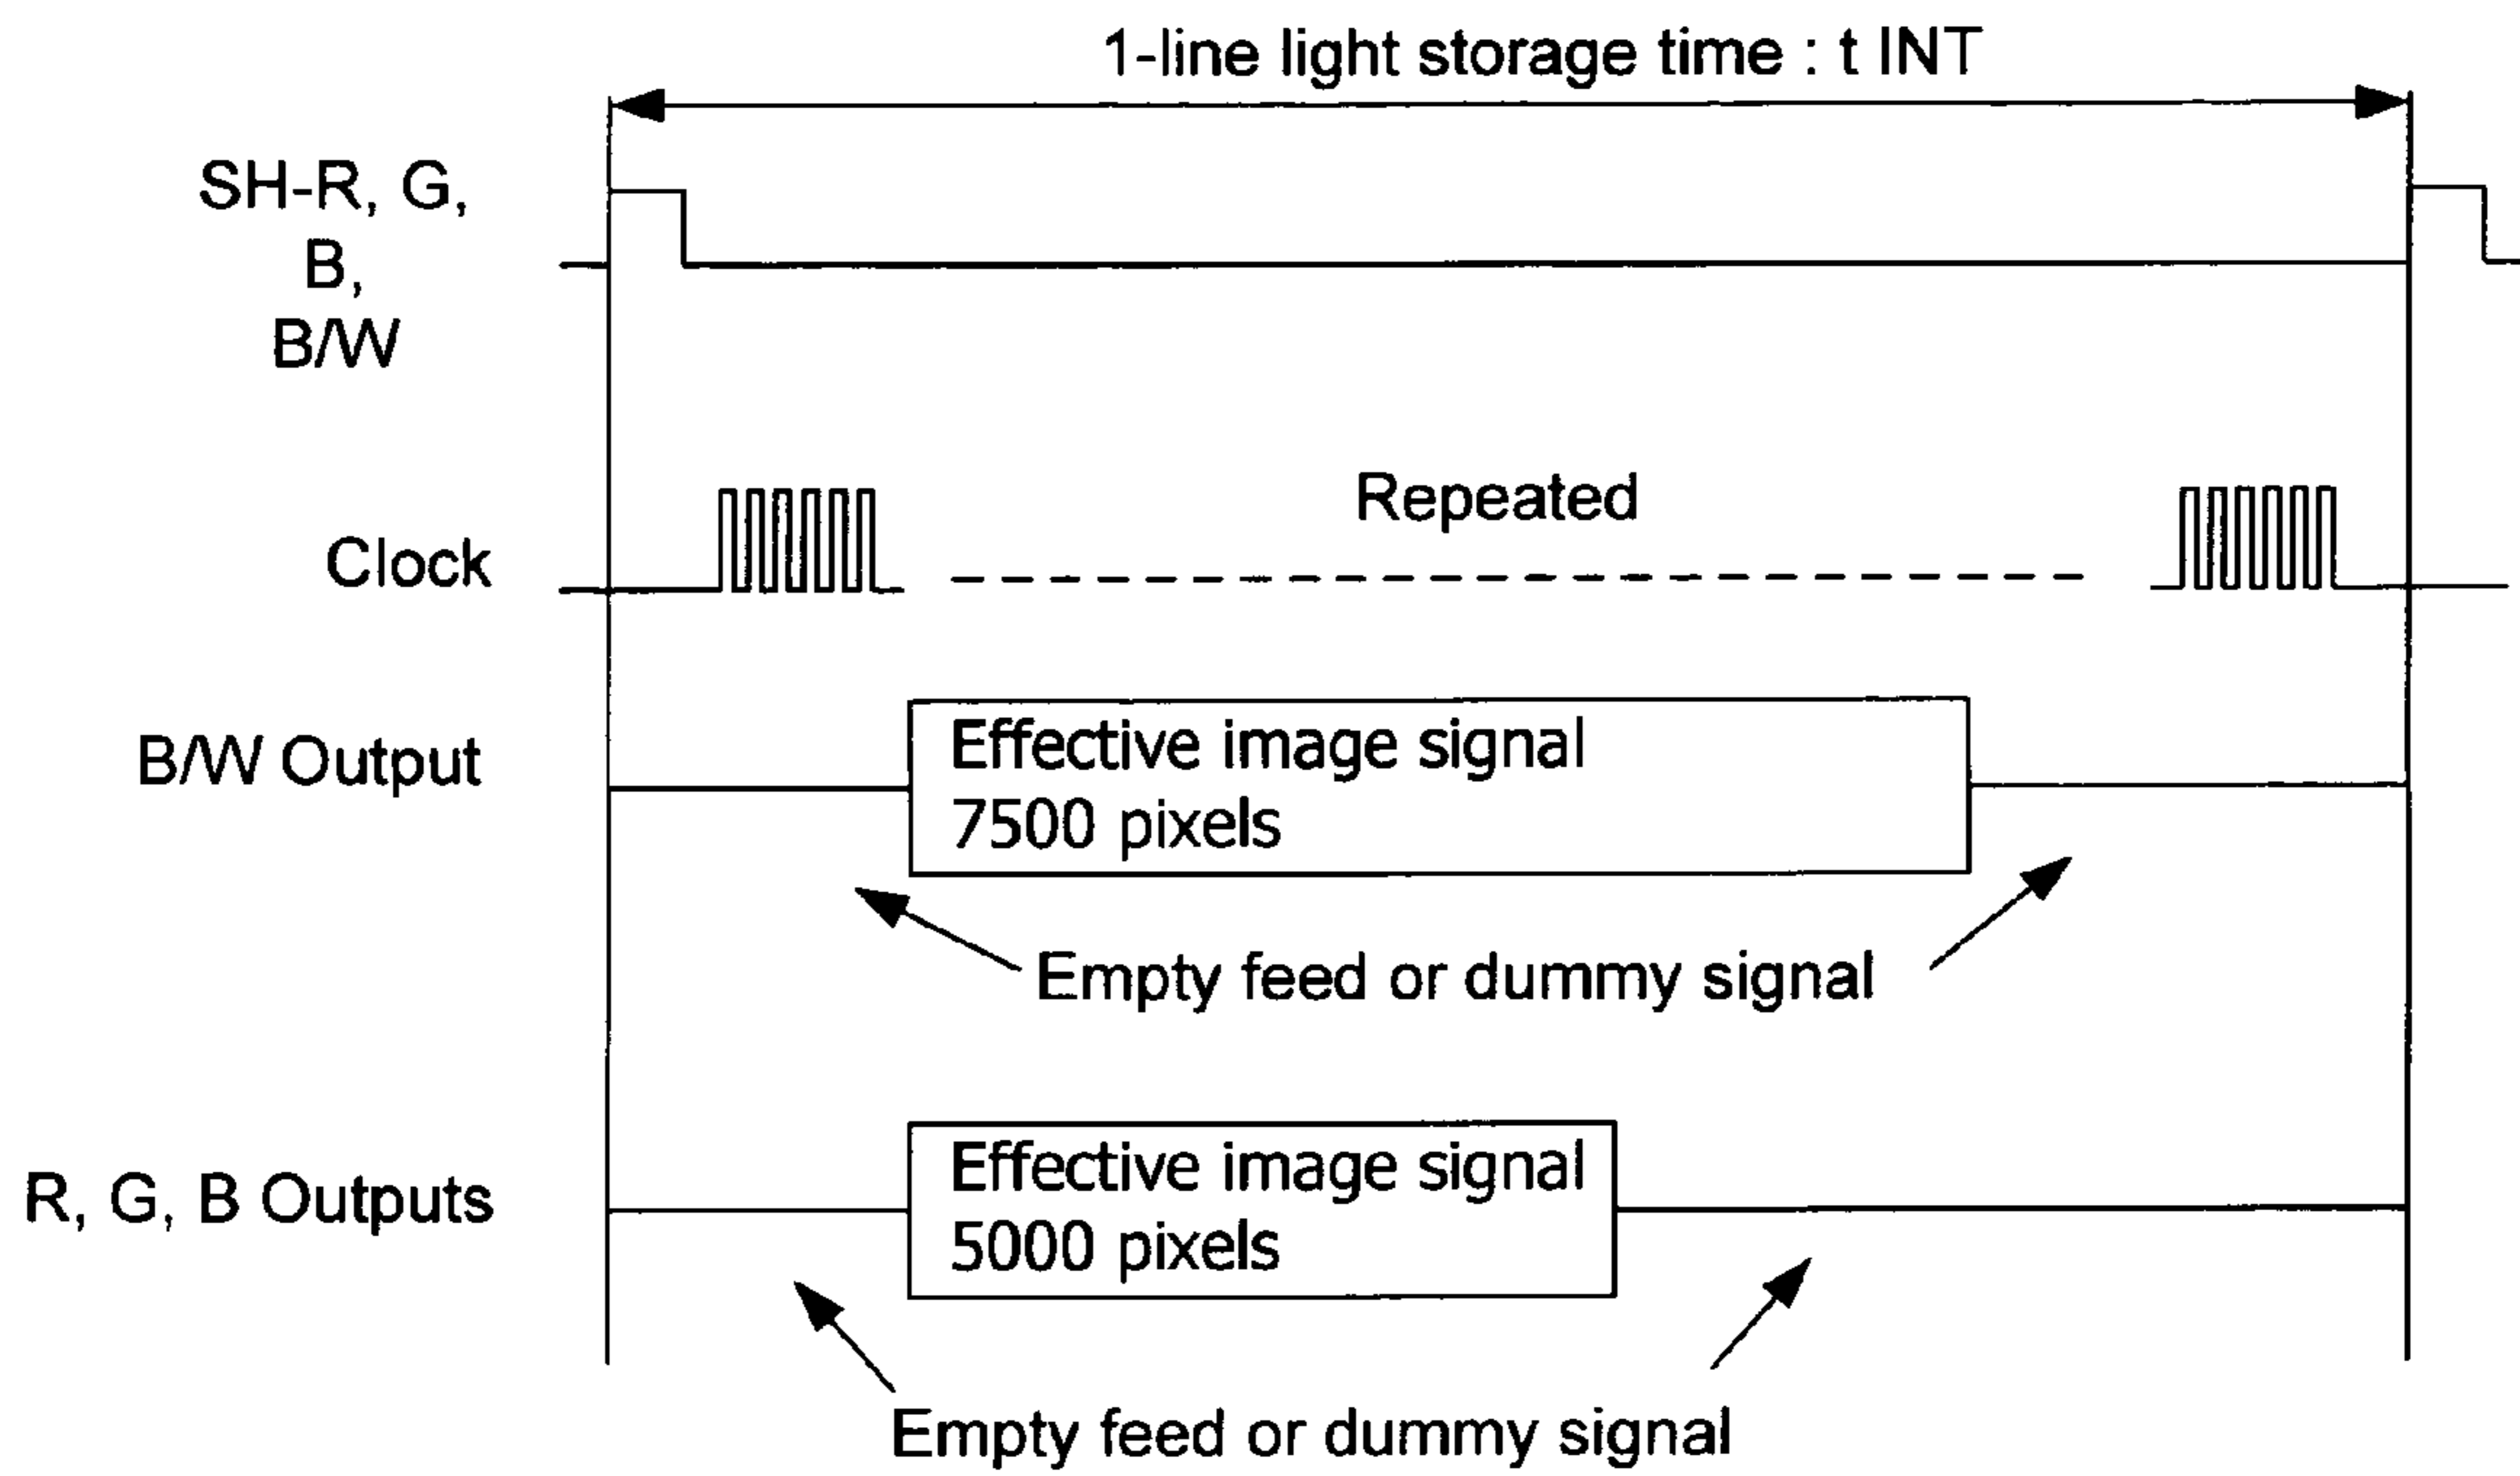 1-line light storage time : t INT
SH-R, G,
B,
B/W
Repeated
Clock
B/W Output
Effective image signal
7500 pixels
Empty feed or dummy signal
R, G, B Outputs
Effective image signal
5000 pixels
Empty feed or dummy signal